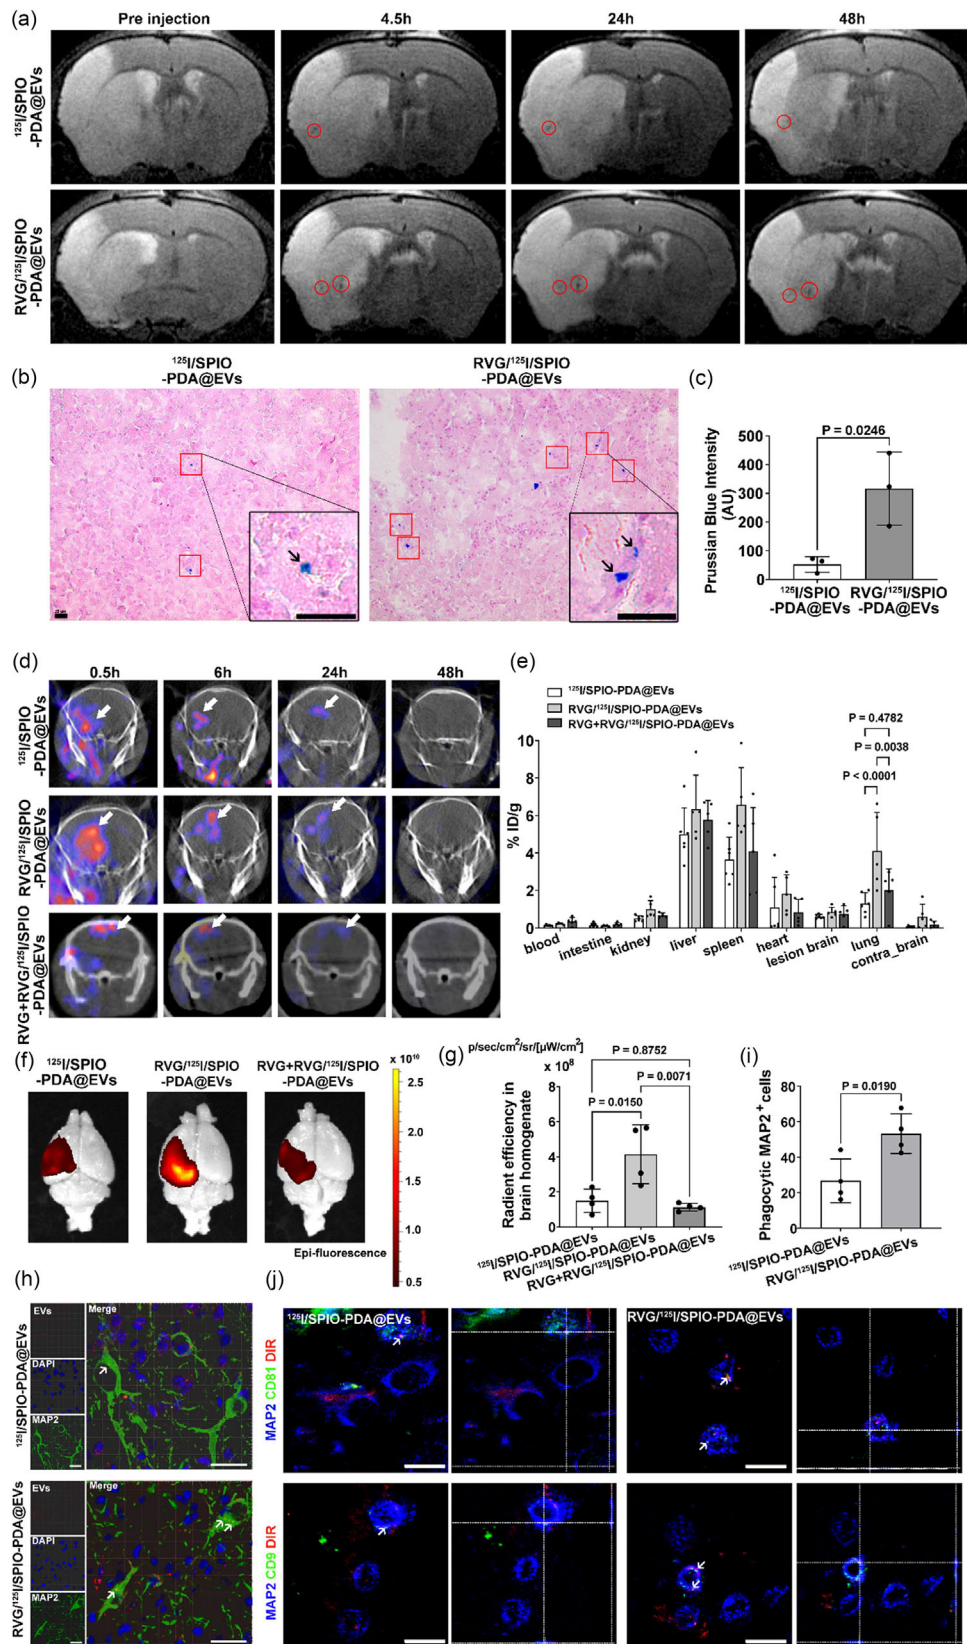 (a)
Pre injection 4.5h 24h 48h
¹²⁵I/SPIO
-PDA@EVs
RVG/¹²⁵I/SPIO
-PDA@EVs
(b)
¹²⁵I/SPIO
-PDA@EVs
RVG/¹²⁵I/SPIO
-PDA@EVs
(c)
P = 0.0246
Prussian Blue Intensity
(AU)
500
400
300
200
100
0
¹²⁵I/SPIO
-PDA@EVs
RVG/¹²⁵I/SPIO
-PDA@EVs
(d)
0.5h 6h 24h 48h
¹²⁵I/SPIO
-PDA@EVs
RVG/¹²⁵I/SPIO
-PDA@EVs
RVG+RVG/¹²⁵I/SPIO
-PDA@EVs
(e)
¹²⁵I/SPIO-PDA@EVs
RVG/¹²⁵I/SPIO-PDA@EVs
RVG+RVG/¹²⁵I/SPIO-PDA@EVs
P = 0.4782
P = 0.0038
P < 0.0001
% ID/g
10
8
6
4
2
0
blood intestine kidney liver spleen heart lesion brain lung contra_brain
(f)
¹²⁵I/SPIO
-PDA@EVs
RVG/¹²⁵I/SPIO
-PDA@EVs
RVG+RVG/¹²⁵I/SPIO
-PDA@EVs
x 10¹⁰
2.5
2.0
1.5
1.0
0.5
Epi-fluorescence
(g)
p/sec/cm²/sr/[μW/cm²]
x 10⁸
P = 0.8752
P = 0.0071
P = 0.0150
Radient efficiency in
brain homogenate
8
6
4
2
0
¹²⁵I/SPIO-PDA@EVs
RVG/¹²⁵I/SPIO-PDA@EVs
RVG+RVG/¹²⁵I/SPIO-PDA@EVs
(i)
P = 0.0190
Phagocytic MAP2⁺ cells
80
60
40
20
0
¹²⁵I/SPIO-PDA@EVs
RVG/¹²⁵I/SPIO-PDA@EVs
(h)
¹²⁵I/SPIO-PDA@EVs
EVs
DAPI
MAP2
Merge
RVG/¹²⁵I/SPIO-PDA@EVs
EVs
DAPI
MAP2
Merge
(j)
¹²⁵I/SPIO-PDA@EVs
RVG/¹²⁵I/SPIO-PDA@EVs
MAP2 CD81 DIR
MAP2 CD9 DIR